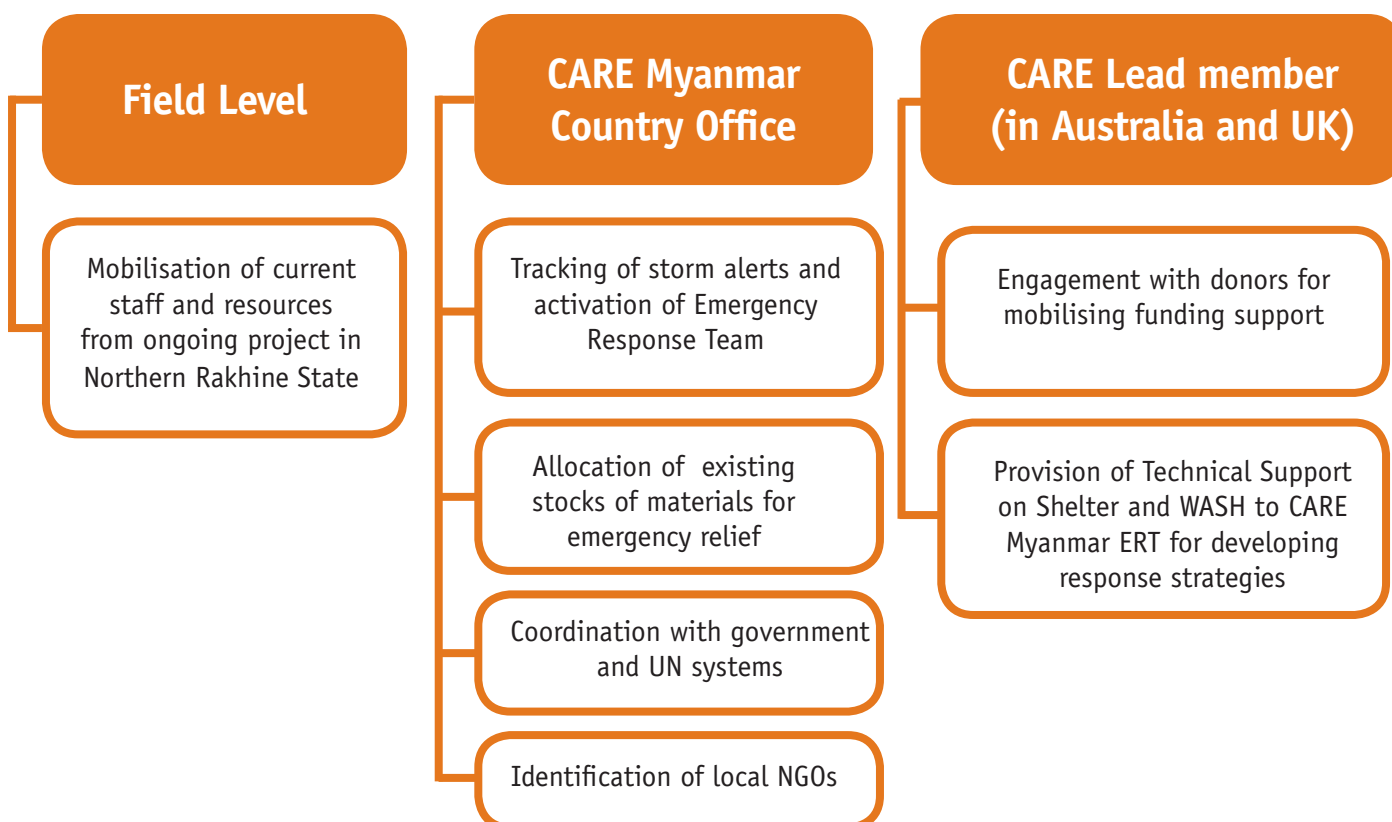 Field Level
Mobilisation of current
staff and resources
from ongoing project in
Northern Rakhine State
CARE Myanmar
Country Office
Tracking of storm alerts and
activation of Emergency
Response Team
Allocation of existing
stocks of materials for
emergency relief
Coordination with government
and UN systems
Identification of local NGOs
CARE Lead member
(in Australia and UK)
Engagement with donors for
mobilising funding support
Provision of Technical Support
on Shelter and WASH to CARE
Myanmar ERT for developing
response strategies